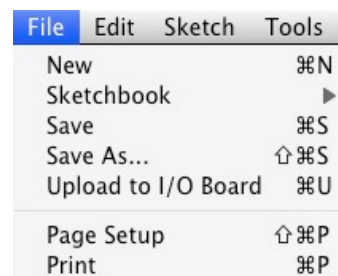 File Edit Sketch Tools
New ⌘N
Sketchbook ▶
Save ⌘S
Save As... ⇧⌘S
Upload to I/O Board ⌘U
Page Setup ⇧⌘P
Print ⌘P